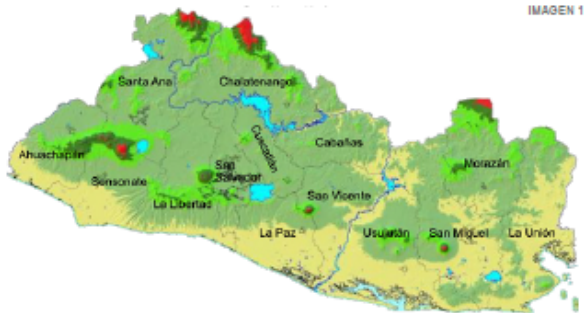 IMAGEN 1
Santa Ana
Chalatenangol
Cuscatlán
Cabañas
Ahuachapán
Sonsonate
San
Salvador
Morazán
La Libertad
San Vicente
La Paz
Usulután
San Miguel
La Unión